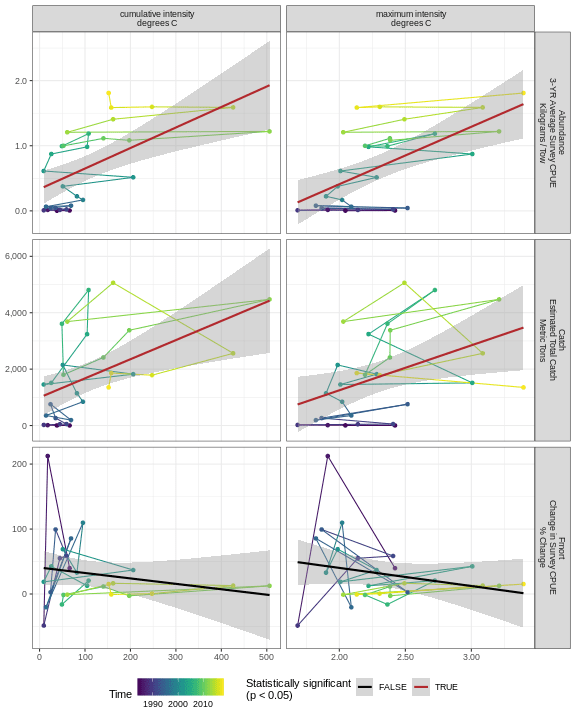 cumulative intensity
degrees C
maximum intensity
degrees C
2.0
1.0
0.0
Abundance
3-YR Average Survey CPUE
Kilograms / Tow
6,000
4,000
2,000
0
Catch
Estimated Total Catch
Metric Tons
200
100
0
Fmort
Change in Survey CPUE
% Change
0 100 200 300 400 500
2.00 2.50 3.00
Time
1990 2000 2010
Statistically significant
(p < 0.05)
FALSE TRUE